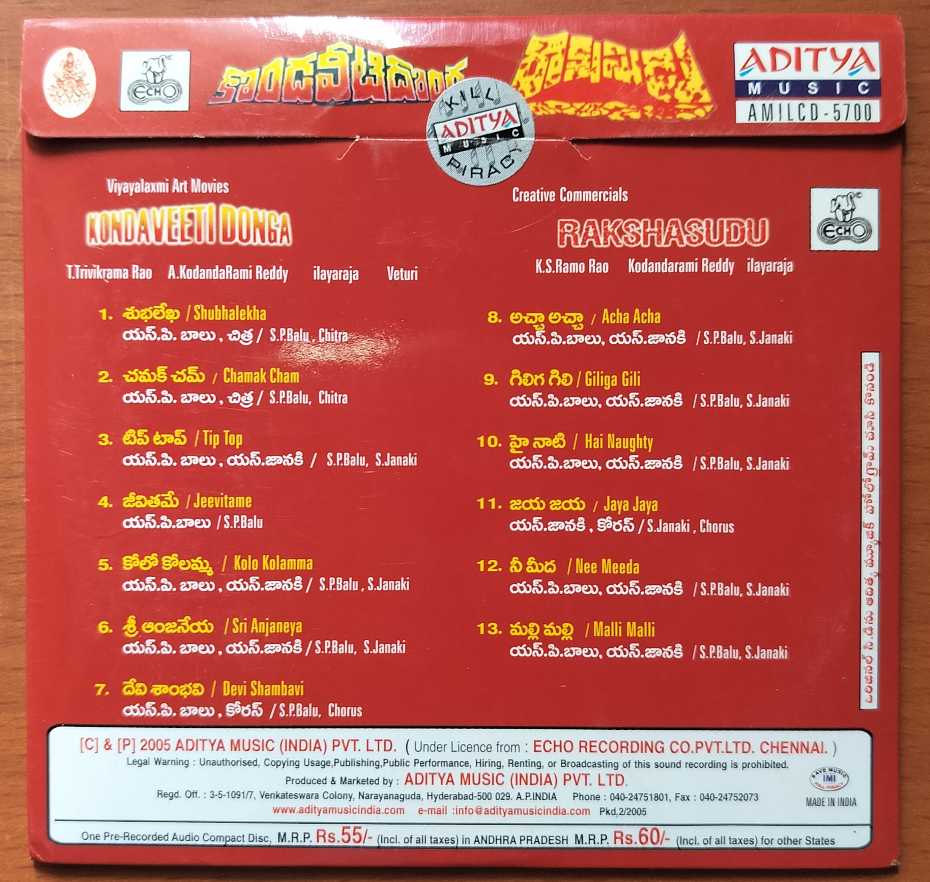 ECHO
కొండవీటిదొంగ
రాక్షసుడు
ADITYA
MUSIC
AMILCD-5700
KILL
ADITYA
MUSIC
PIRACY
Viyayalaxmi Art Movies
KONDAVEETI DONGA
T.Trivikrama Rao A.KodandaRami Reddy ilayaraja Veturi
1. శుభలేఖ / Shubhalekha
యస్.పి. బాలు , చిత్ర / S.P.Balu , Chitra
2. చమక్ చమ్ / Chamak Cham
యస్.పి. బాలు , చిత్ర / S.P.Balu, Chitra
3. టిప్ టాప్ / Tip Top
యస్.పి. బాలు , యస్.జానకి / S.P.Balu, S.Janaki
4. జీవితమే / Jeevitame
యస్.పి.బాలు / S.P.Balu
5. కోలో కోలమ్మ / Kolo Kolamma
యస్.పి. బాలు , యస్.జానకి / S.P.Balu , S.Janaki
6. శ్రీ ఆంజనేయ / Sri Anjaneya
యస్.పి. బాలు , యస్.జానకి / S.P.Balu, S.Janaki
7. దేవి శాంభవి / Devi Shambavi
యస్.పి. బాలు , కోరస్ / S.P.Balu, Chorus
Creative Commercials
RAKSHASUDU
ECHO
K.S.Ramo Rao Kodandarami Reddy ilayaraja
8. అచ్చా అచ్చా / Acha Acha
యస్.పి.బాలు, యస్.జానకి / S.P.Balu, S.Janaki
9. గిలిగ గిలి / Giliga Gili
యస్.పి.బాలు, యస్.జానకి / S.P.Balu, S.Janaki
10. హై నాటి / Hai Naughty
యస్.పి.బాలు, యస్.జానకి / S.P.Balu, S.Janaki
11. జయ జయ / Jaya Jaya
యస్.జానకి , కోరస్ / S.Janaki , Chorus
12. నీ మీద / Nee Meeda
యస్.పి.బాలు, యస్.జానకి / S.P.Balu, S.Janaki
13. మల్లి మల్లి / Malli Malli
యస్.పి.బాలు, యస్.జానకి / S.P.Balu, S.Janaki
[C] & [P] 2005 ADITYA MUSIC (INDIA) PVT. LTD. ( Under Licence from : ECHO RECORDING CO.PVT.LTD. CHENNAI. )
Legal Warning : Unauthorised, Copying Usage,Publishing,Public Performance, Hiring, Renting, or Broadcasting of this sound recording is prohibited.
Produced & Marketed by : ADITYA MUSIC (INDIA) PVT. LTD.
Regd. Off. : 3-5-1091/7, Venkateswara Colony, Narayanaguda, Hyderabad-500 029. A.P.INDIA Phone : 040-24751801, Fax : 040-24752073
www.adityamusicindia.com e-mail :info@adityamusicindia.com Pkd,2/2005
IMI
MADE IN INDIA
One Pre-Recorded Audio Compact Disc, M.R.P. Rs.55/- (Incl. of all taxes) in ANDHRA PRADESH M.R.P. Rs.60/- (Incl. of all taxes) for other States